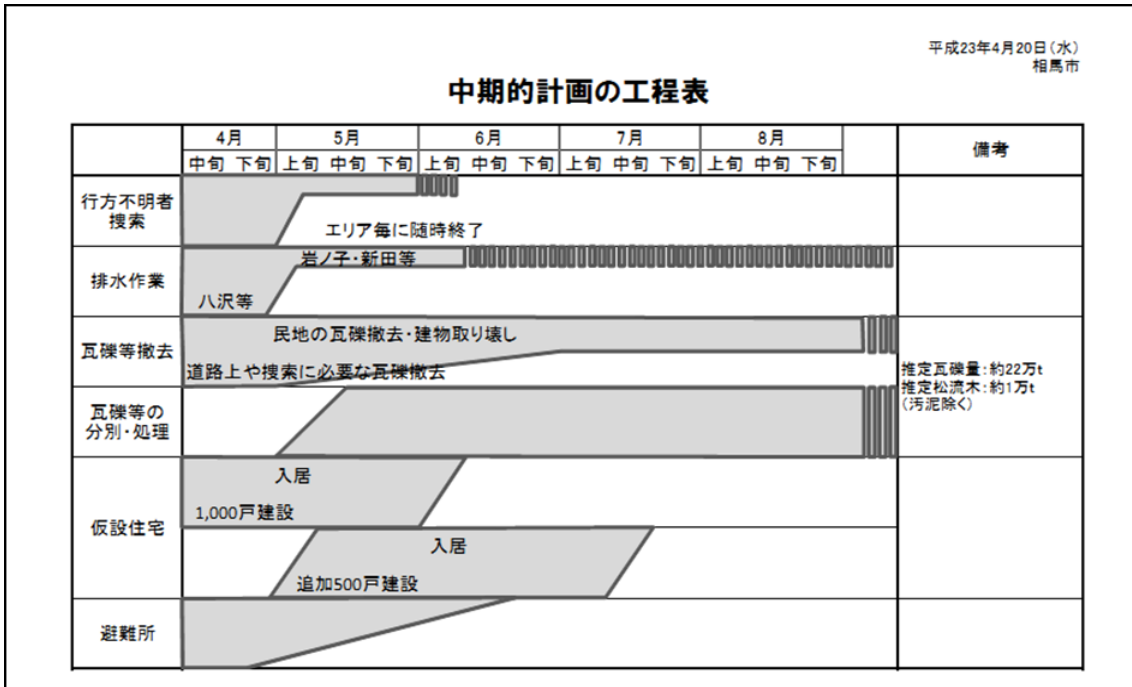 平成23年4月20日(水)
相馬市
中期的計画の工程表
4月 5月 6月 7月 8月 備考
中旬 下旬 上旬 中旬 下旬 上旬 中旬 下旬 上旬 中旬 下旬 上旬 中旬 下旬
行方不明者
捜索
エリア毎に随時終了
排水作業
岩ノ子・新田等
八沢等
瓦礫等撤去
民地の瓦礫撤去・建物取り壊し
道路上や捜索に必要な瓦礫撤去
推定瓦礫量:約22万t
推定松流木:約1万t
(汚泥除く)
瓦礫等の
分別・処理
仮設住宅
入居
1,000戸建設
入居
追加500戸建設
避難所